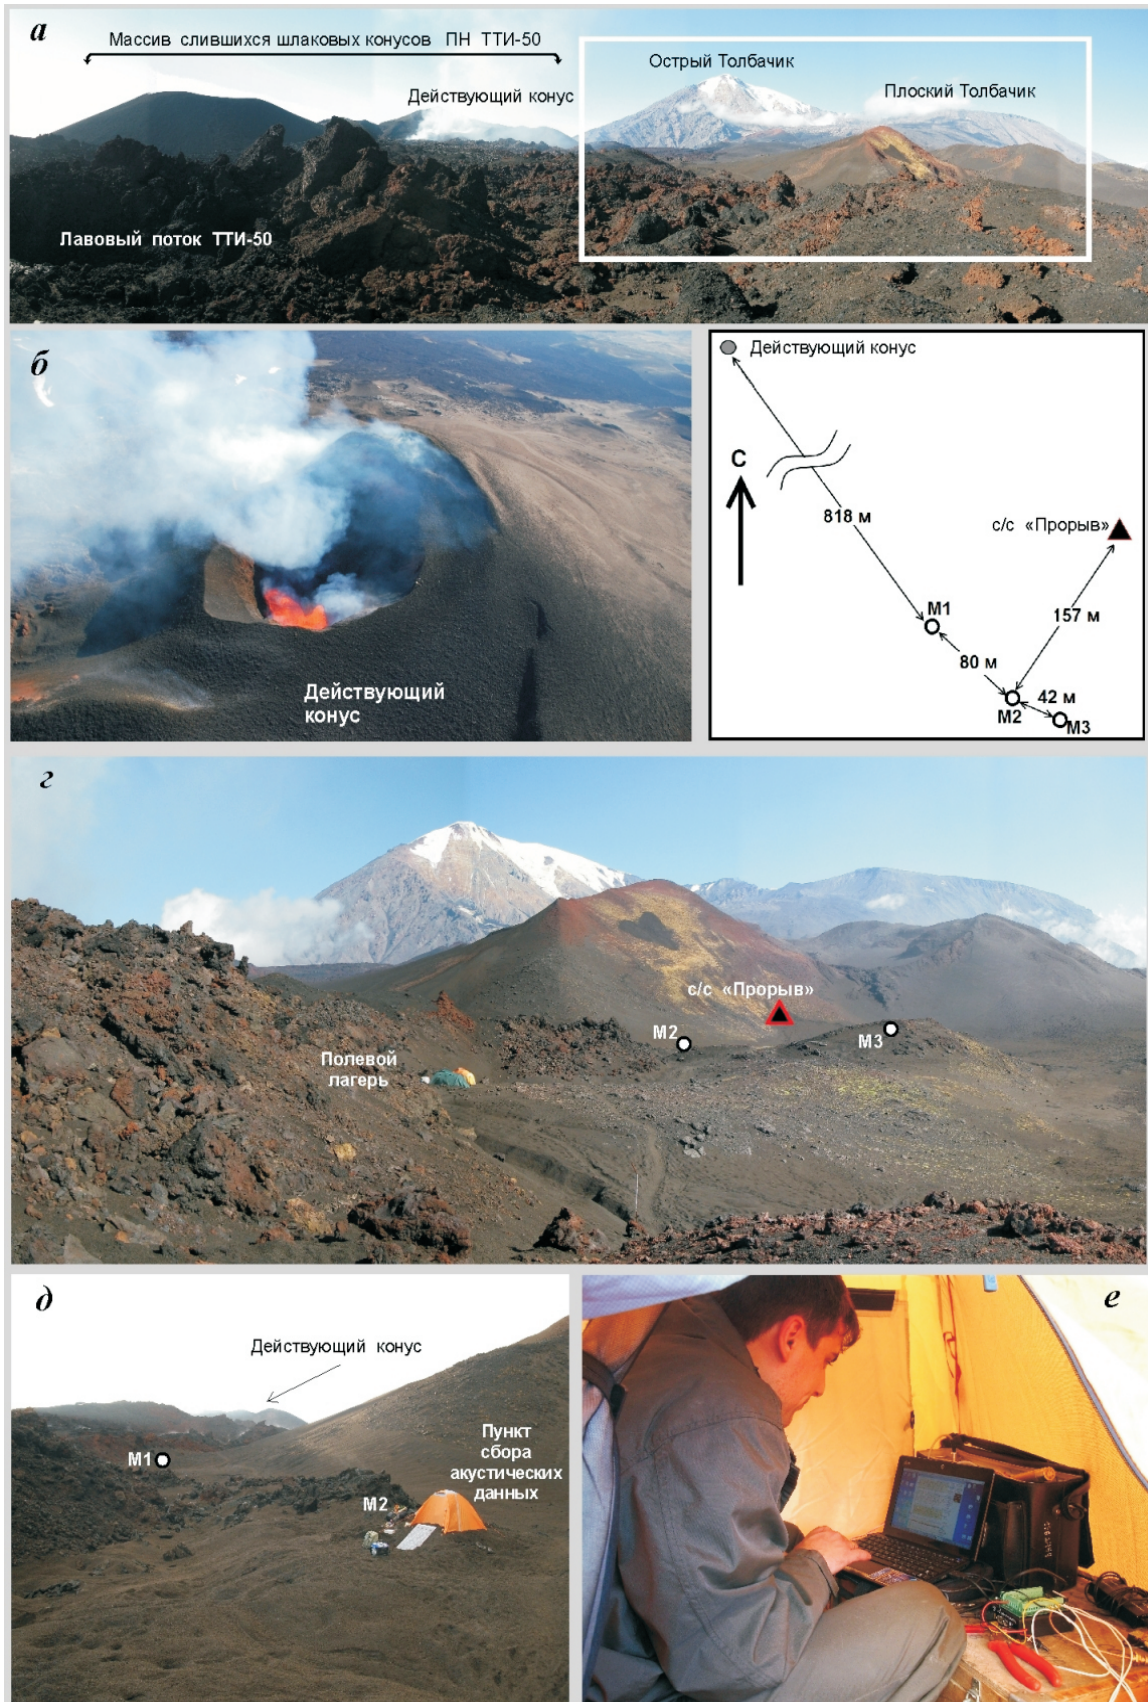 а
Массив слившихся шлаковых конусов ПН ТТИ-50
Острый Толбачик
Действующий конус
Плоский Толбачик
Лавовый поток ТТИ-50
б
Действующий
конус
Действующий конус
С
818 м
с/с «Прорыв»
М1
157 м
80 м
42 м
М2
М3
г
с/с «Прорыв»
М2
М3
Полевой
лагерь
д
Действующий конус
М1
Пункт
сбора
акустических
данных
М2
е